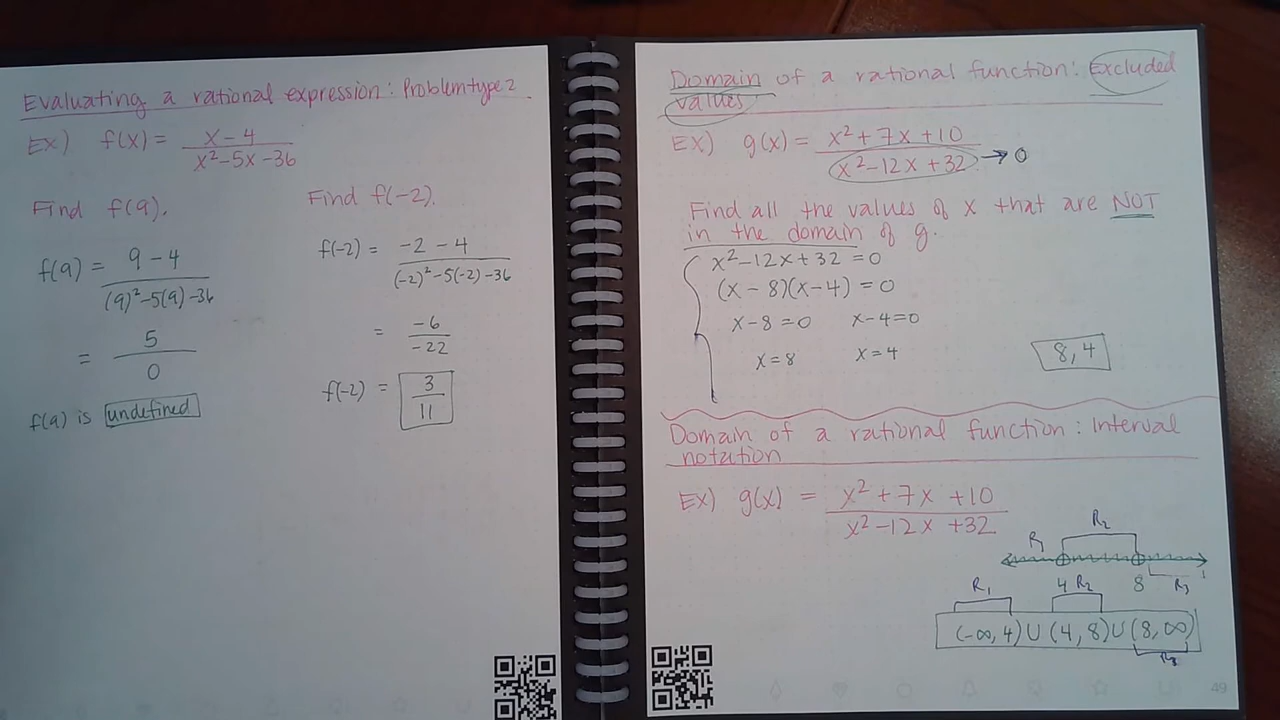 Evaluating a rational expression: Problem type 2
EX) f(x) = x-4 / x²-5x-36
Find f(9).
f(9) = 9-4 / (9)²-5(9)-36
= 5 / 0
f(9) is undefined
Find f(-2).
f(-2) = -2-4 / (-2)²-5(-2)-36
= -6 / -22
f(-2) = 3 / 11
Domain of a rational function: Excluded
values
EX) g(x) = x²+7x+10 / x²-12x+32 → 0
Find all the values of x that are NOT
in the domain of g.
x²-12x+32=0
(x-8)(x-4)=0
x-8=0 x-4=0
x=8 x=4
8,4
Domain of a rational function: Interval
notation
EX) g(x) = x²+7x+10 / x²-12x+32
R₁ R₂
4 8 R₃
R₁ R₂
(-∞,4)∪(4,8)∪(8,∞)
R₃
49